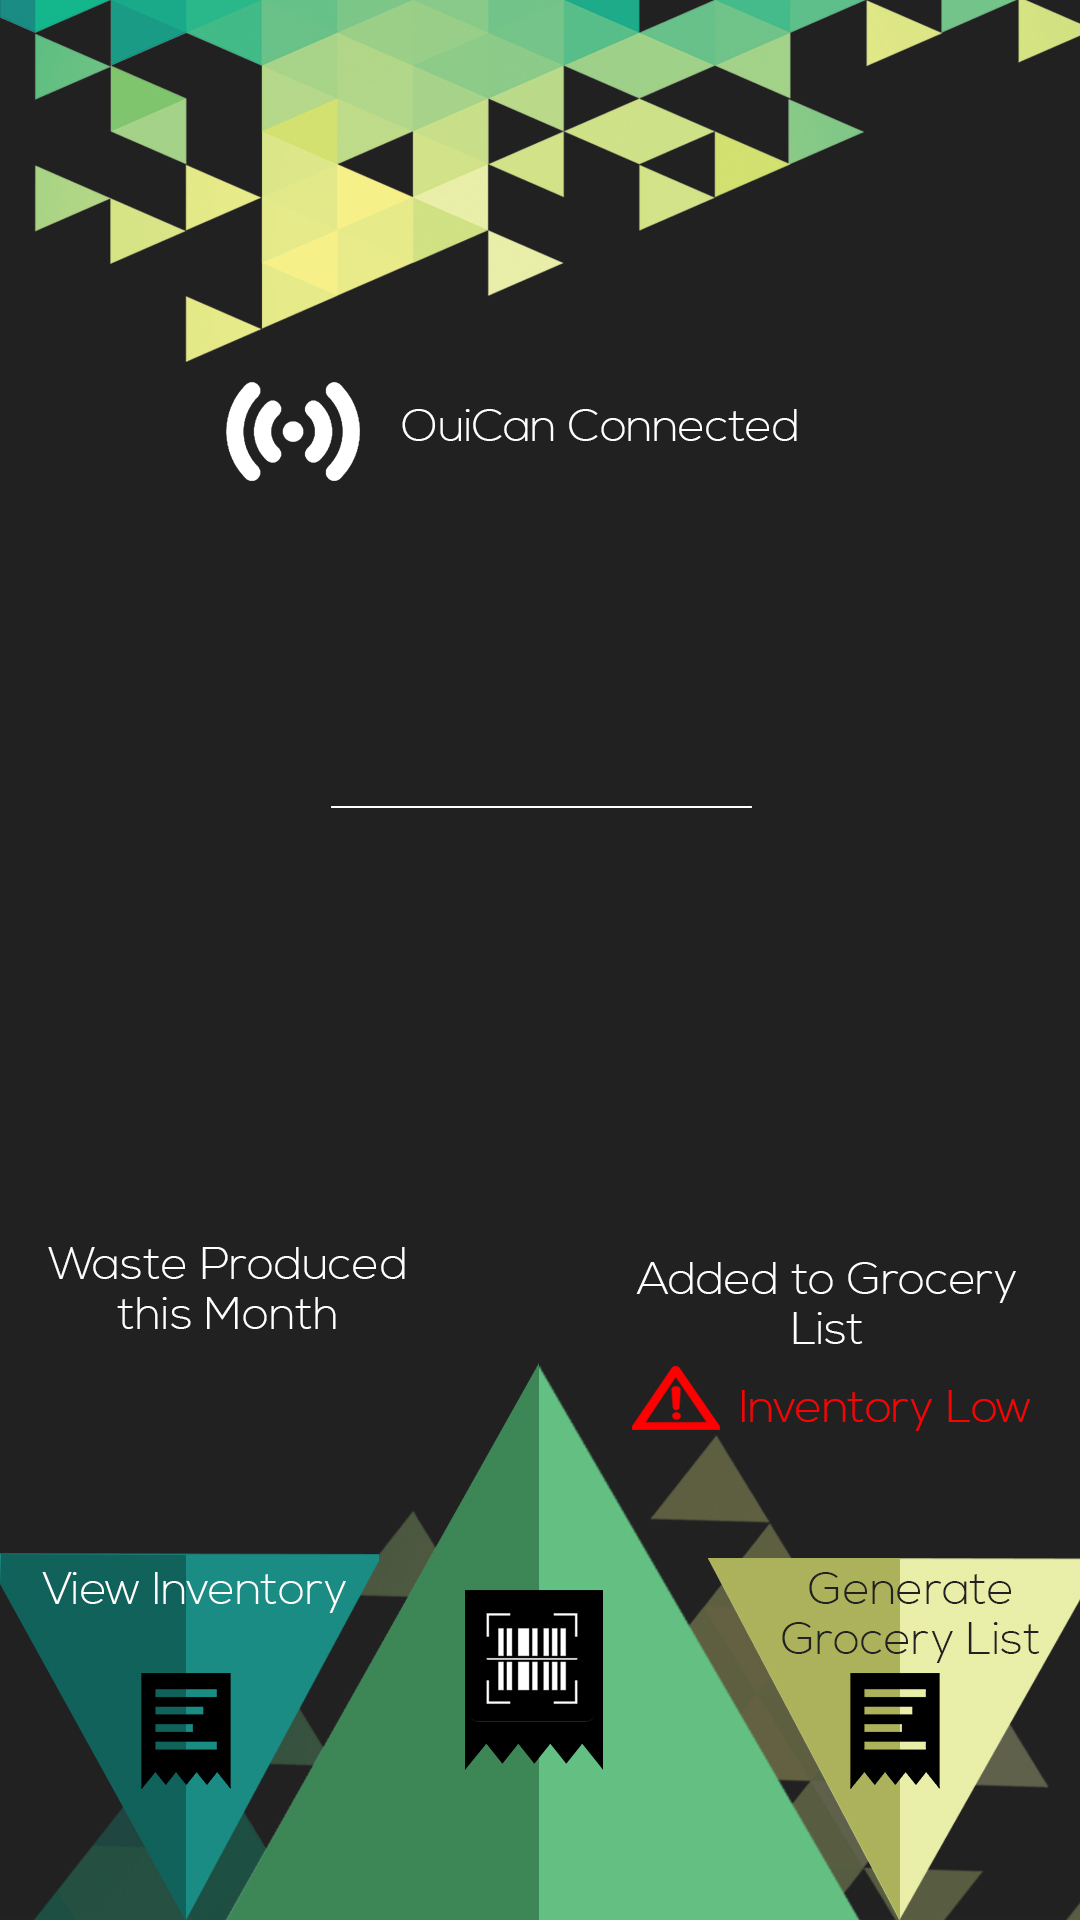 OuiCan Connected
Waste Produced
this Month
Added to Grocery
List
Inventory Low
View Inventory
Generate
Grocery List